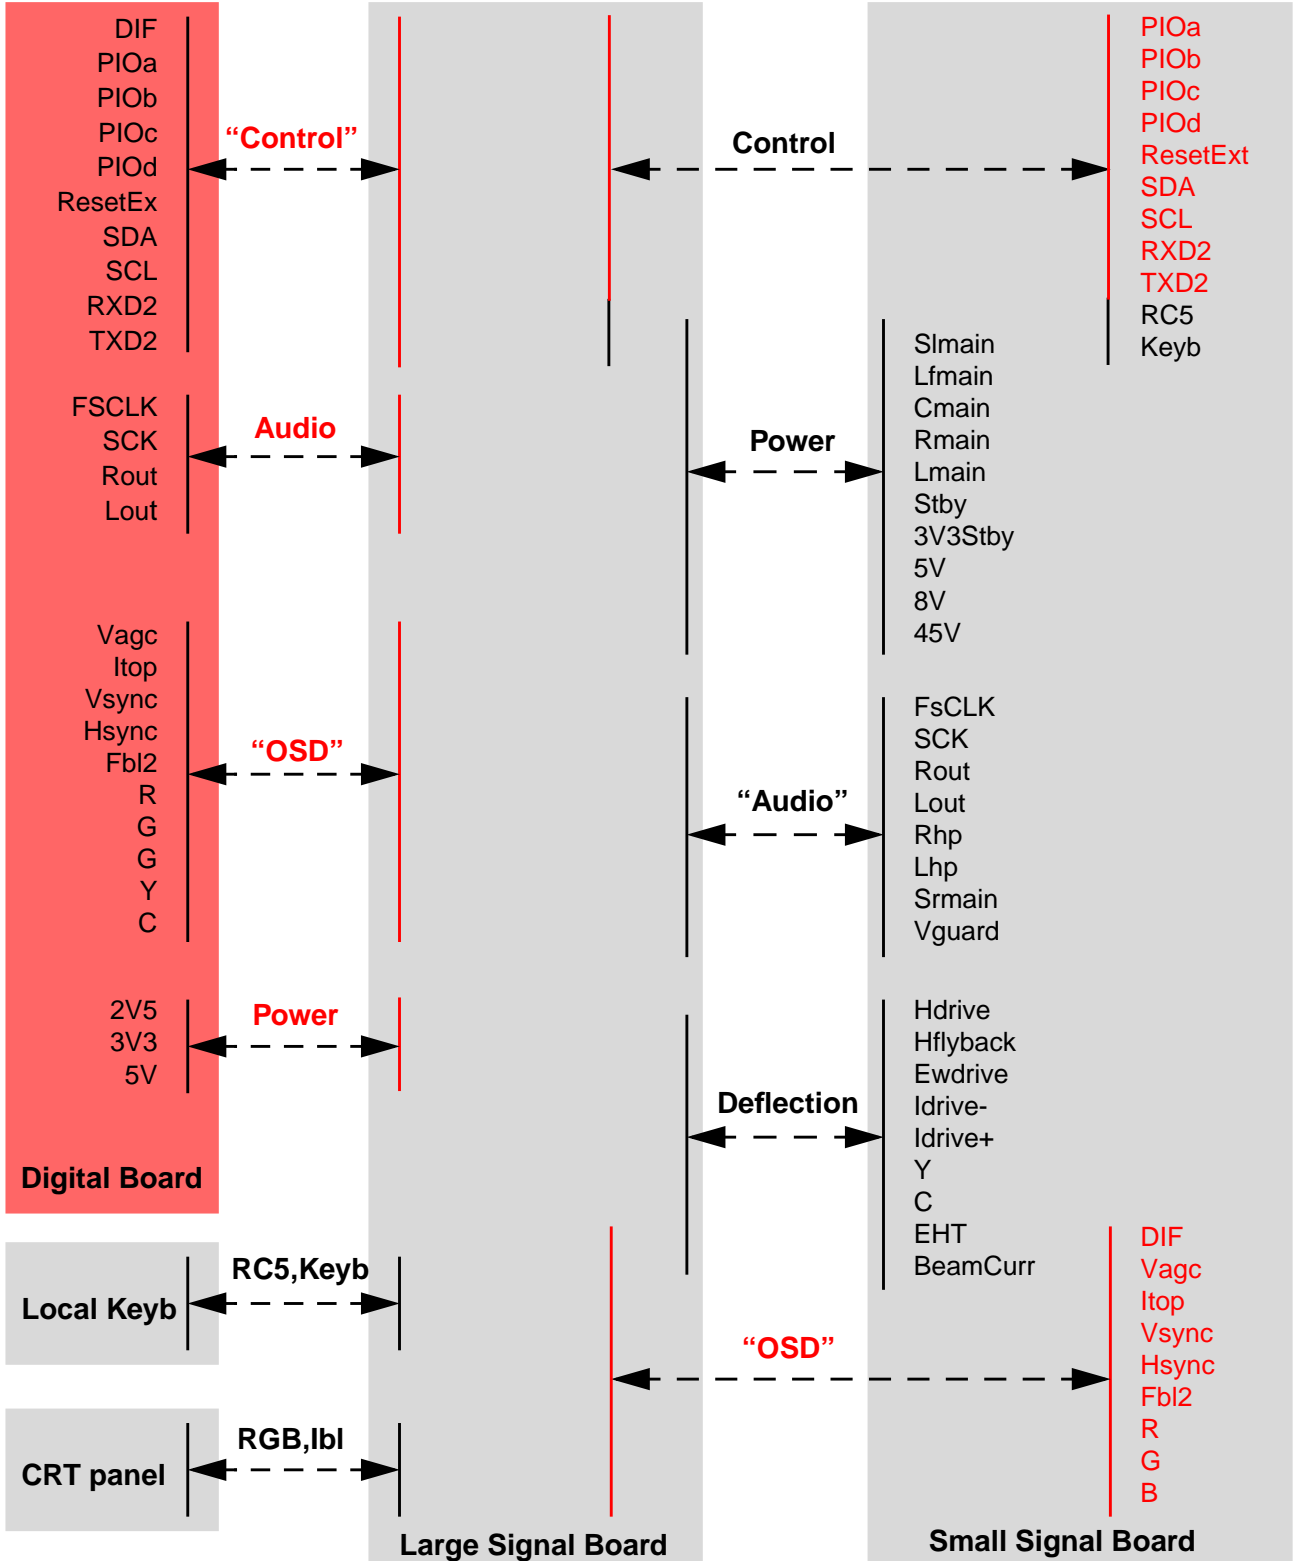 DIF
PIOa
PIOb
PIOc
PIOd
ResetEx
SDA
SCL
RXD2
TXD2
“Control”
FSCLK
SCK
Rout
Lout
Audio
Vagc
Itop
Vsync
Hsync
Fbl2
R
G
G
Y
C
“OSD”
2V5
3V3
5V
Power
Digital Board
Local Keyb
RC5,Keyb
CRT panel
RGB,Ibl
Large Signal Board
Control
PIOa
PIOb
PIOc
PIOd
ResetExt
SDA
SCL
RXD2
TXD2
RC5
Keyb
Power
Slmain
Lfmain
Cmain
Rmain
Lmain
Stby
3V3Stby
5V
8V
45V
“Audio”
FsCLK
SCK
Rout
Lout
Rhp
Lhp
Srmain
Vguard
Deflection
Hdrive
Hflyback
Ewdrive
Idrive-
Idrive+
Y
C
EHT
BeamCurr
“OSD”
DIF
Vagc
Itop
Vsync
Hsync
Fbl2
R
G
B
Small Signal Board